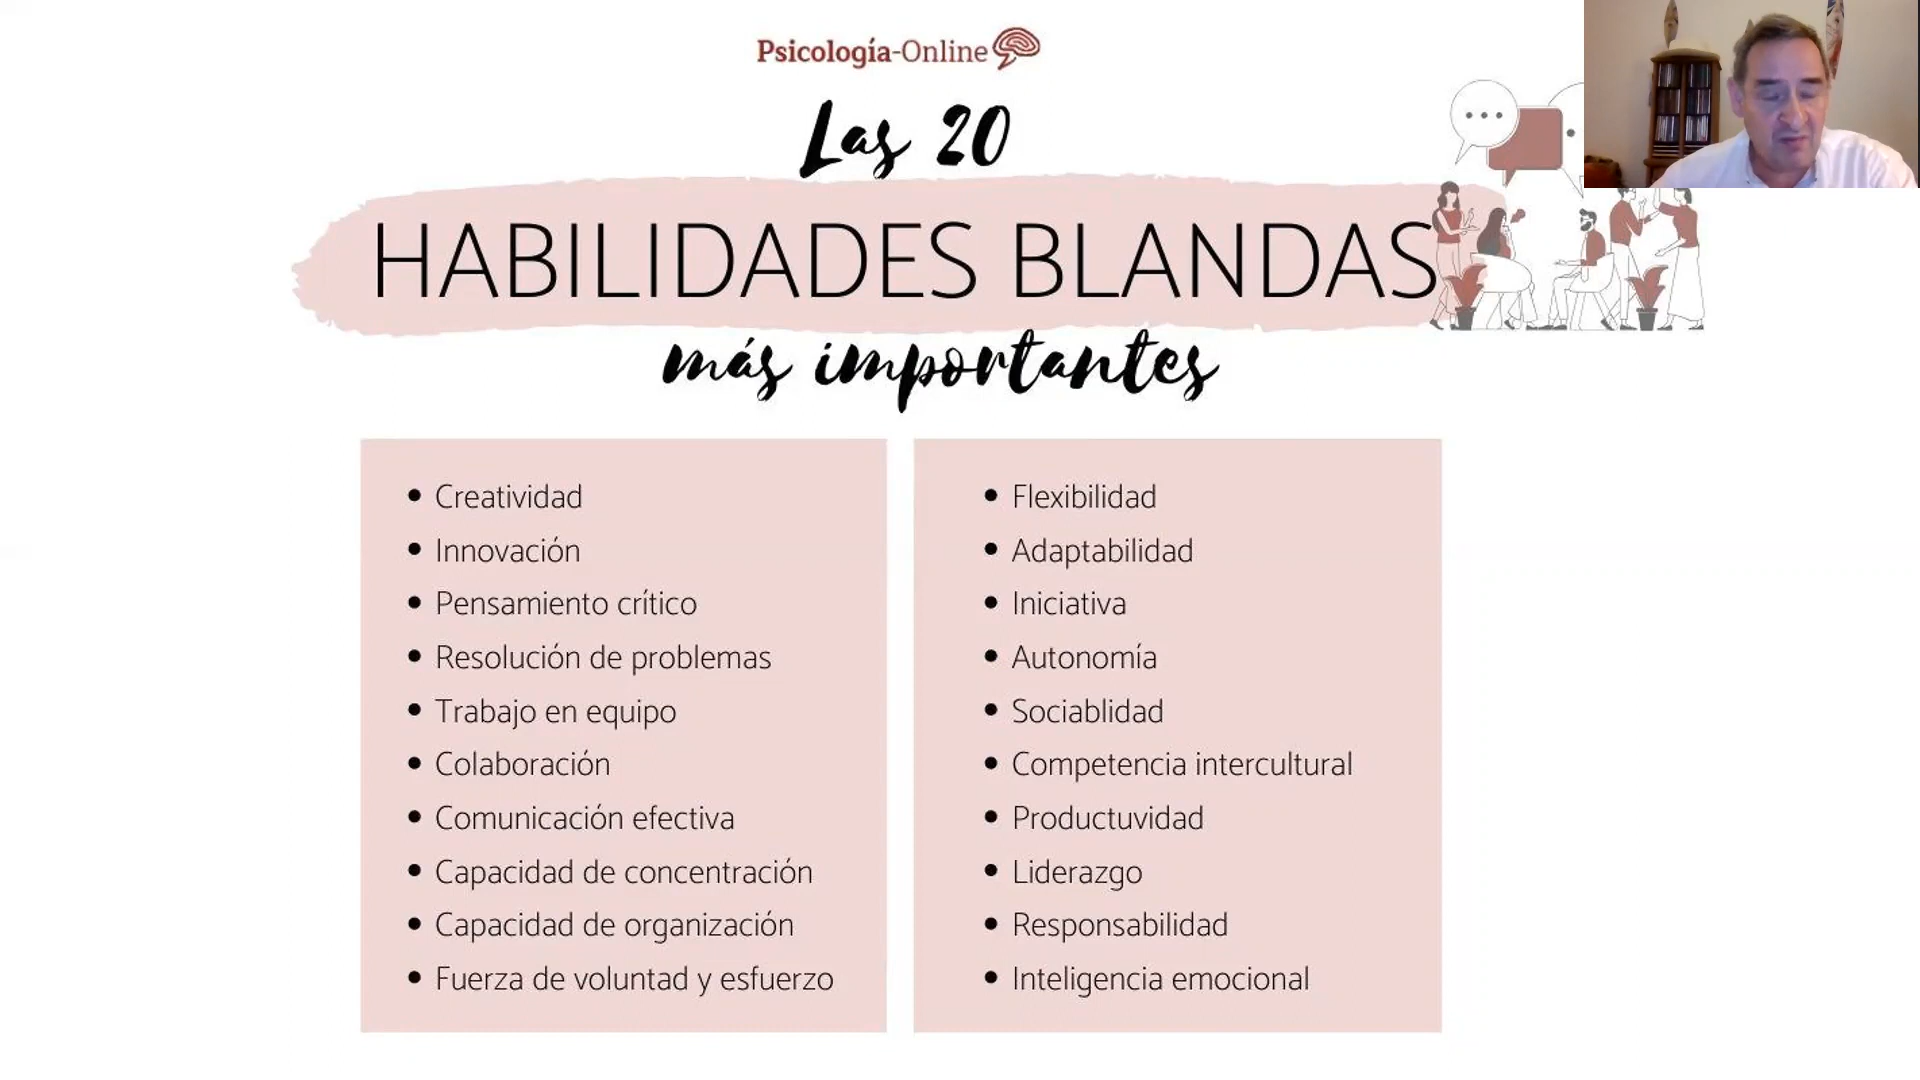 Psicología-Online
Las 20
HABILIDADES BLANDAS
más importantes
• Creatividad
• Innovación
• Pensamiento crítico
• Resolución de problemas
• Trabajo en equipo
• Colaboración
• Comunicación efectiva
• Capacidad de concentración
• Capacidad de organización
• Fuerza de voluntad y esfuerzo
• Flexibilidad
• Adaptabilidad
• Iniciativa
• Autonomía
• Sociablidad
• Competencia intercultural
• Productuvidad
• Liderazgo
• Responsabilidad
• Inteligencia emocional